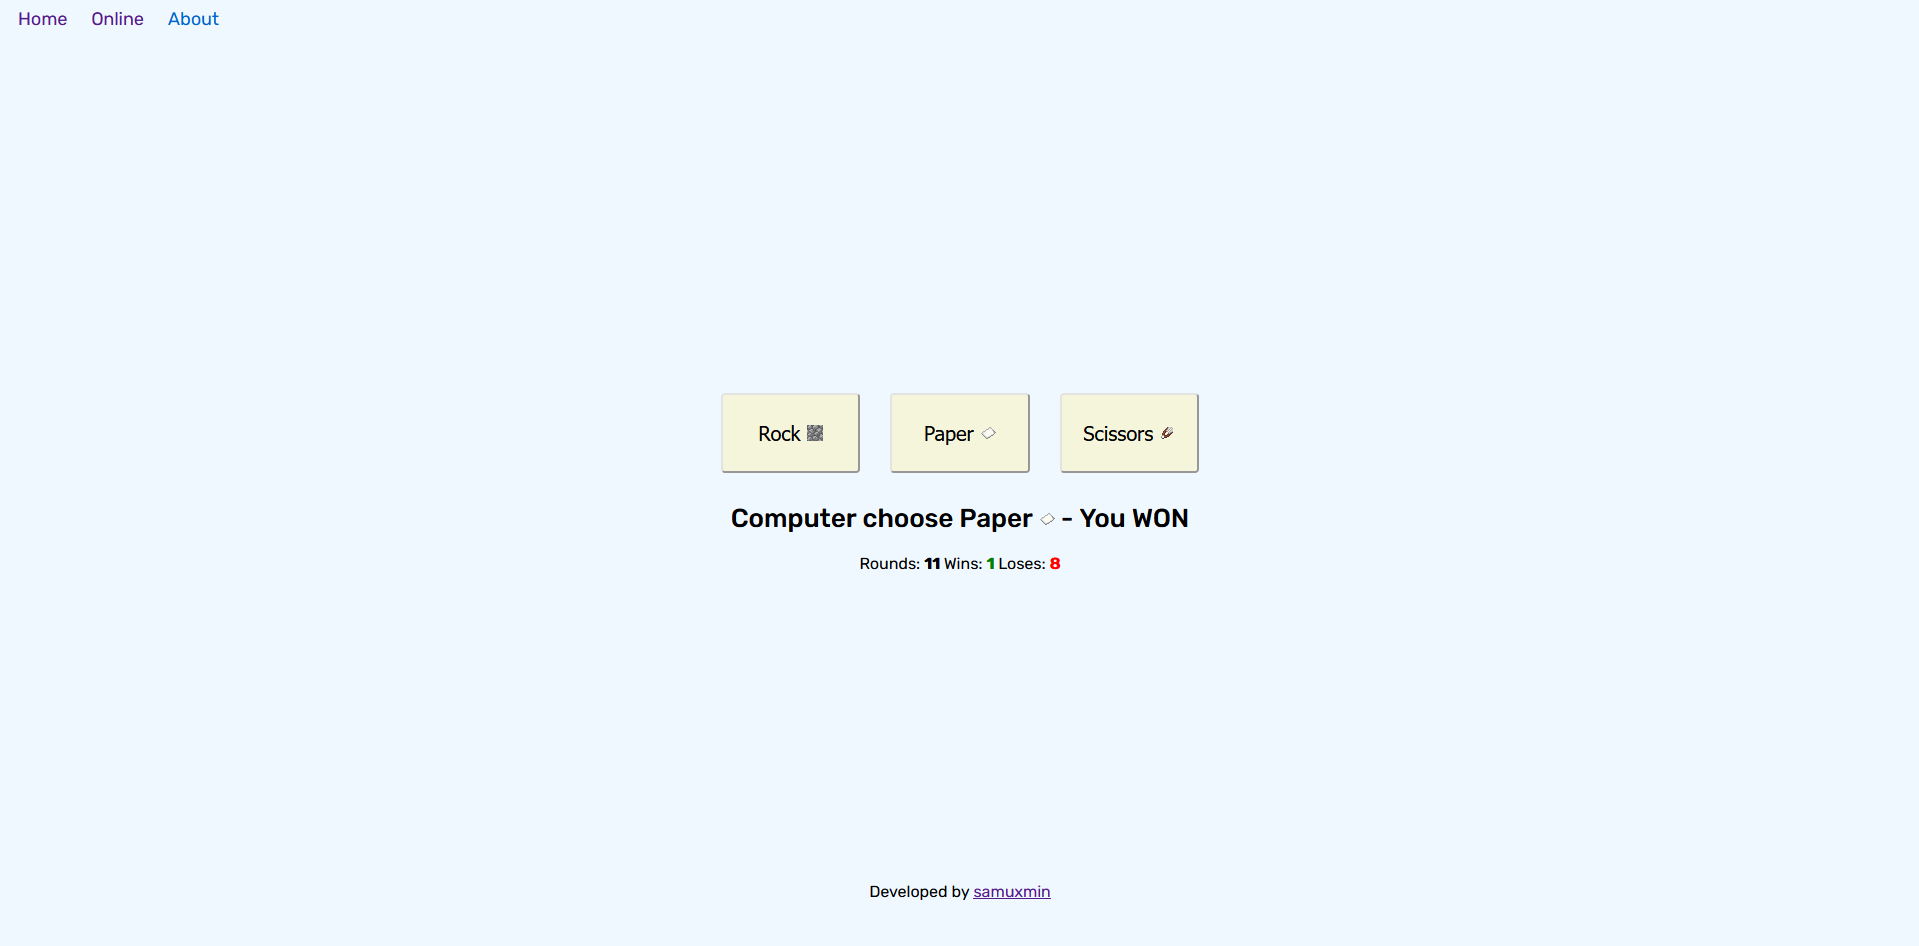 Home Online About
Rock Paper Scissors
Computer choose Paper - You WON
Rounds: 11 Wins: 1 Loses: 8
Developed by samuxmin